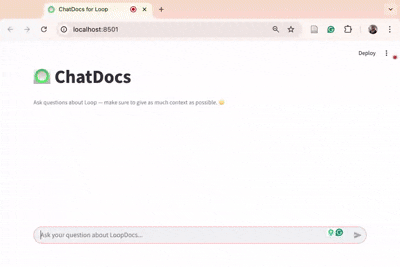 ChatDocs for Loop
localhost:8501
Deploy
ChatDocs
Ask questions about Loop — make sure to give as much context as possible.
Ask your question about LoopDocs...